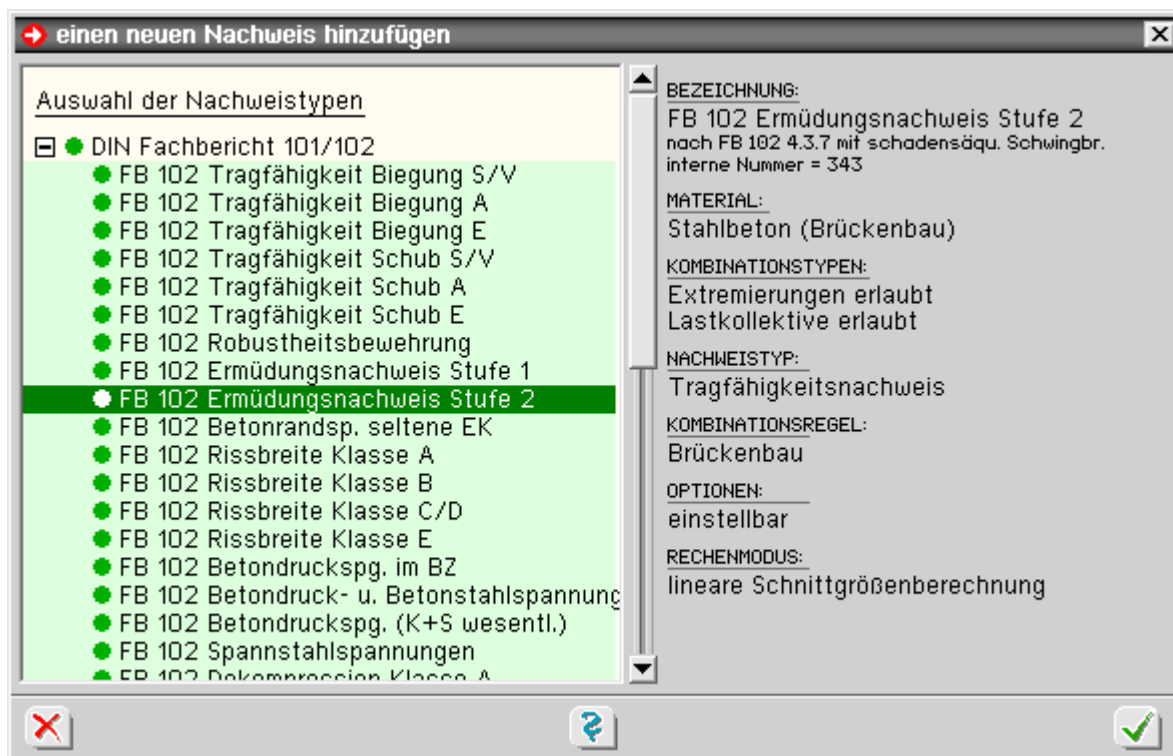 einen neuen Nachweis hinzufügen
Auswahl der Nachweistypen
DIN Fachbericht 101/102
FB 102 Tragfähigkeit Biegung S/V
FB 102 Tragfähigkeit Biegung A
FB 102 Tragfähigkeit Biegung E
FB 102 Tragfähigkeit Schub S/V
FB 102 Tragfähigkeit Schub A
FB 102 Tragfähigkeit Schub E
FB 102 Robustheitsbewehrung
FB 102 Ermüdungsnachweis Stufe 1
FB 102 Ermüdungsnachweis Stufe 2
FB 102 Betonrandsp. seltene EK
FB 102 Rissbreite Klasse A
FB 102 Rissbreite Klasse B
FB 102 Rissbreite Klasse C/D
FB 102 Rissbreite Klasse E
FB 102 Betondruckspg. im BZ
FB 102 Betondruck- u. Betonstahlspannung
FB 102 Betondruckspg. (K+S wesentl.)
FB 102 Spannstahlspannungen
FB 102 Dekompression Klasse A
BEZEICHNUNG:
FB 102 Ermüdungsnachweis Stufe 2
nach FB 102 4.3.7 mit schadensäqu. Schwingbr.
interne Nummer = 343
MATERIAL:
Stahlbeton (Brückenbau)
KOMBINATIONSTYPEN:
Extremierungen erlaubt
Lastkollektive erlaubt
NACHWEISTYP:
Tragfähigkeitsnachweis
KOMBINATIONSREGEL:
Brückenbau
OPTIONEN:
einstellbar
RECHENMODUS:
lineare Schnittgrößenberechnung